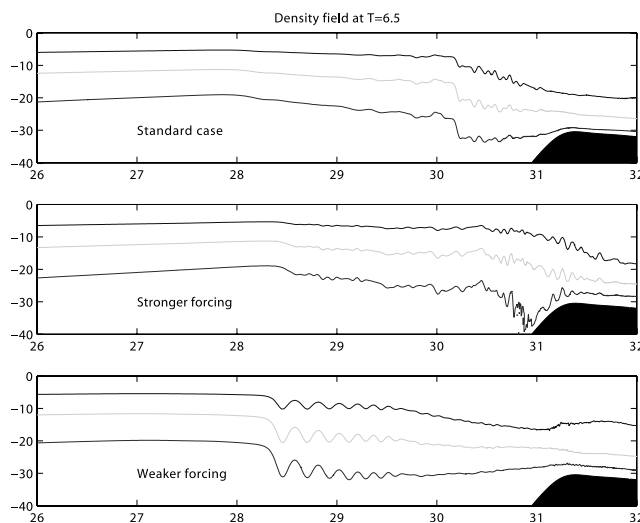 Density field at T=6.5
0
−10
−20
−30
−40
Standard case
26 27 28 29 30 31 32
0
−10
−20
−30
−40
Stronger forcing
26 27 28 29 30 31 32
0
−10
−20
−30
−40
Weaker forcing
26 27 28 29 30 31 32